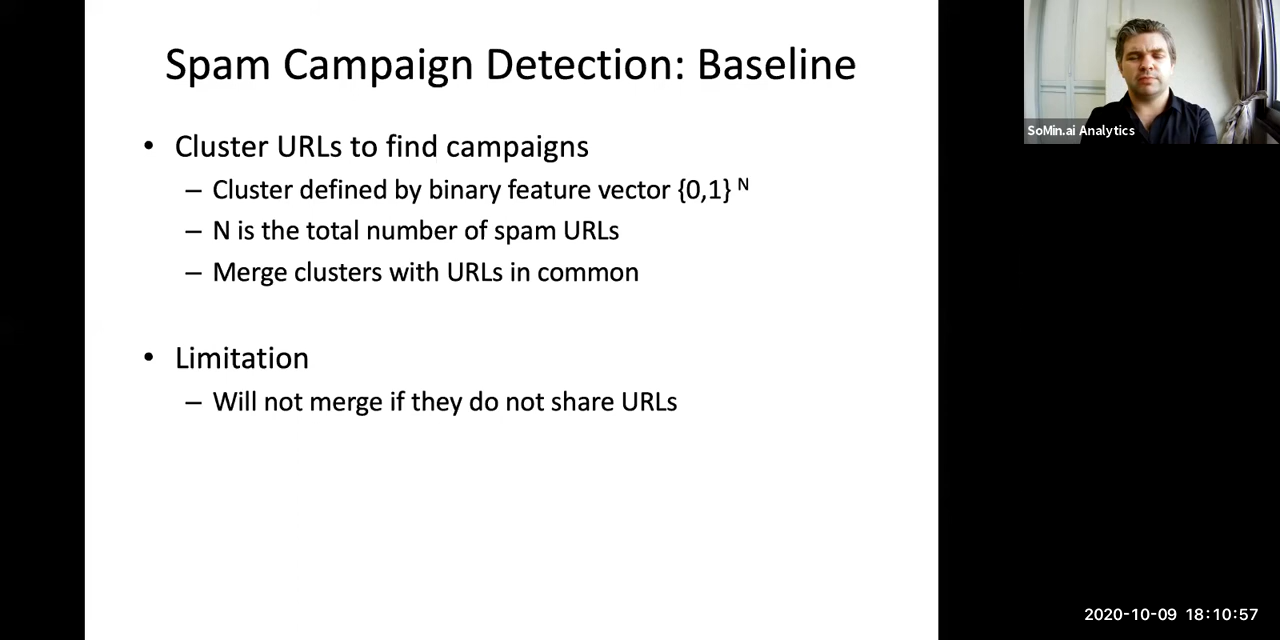 Spam Campaign Detection: Baseline
• Cluster URLs to find campaigns
– Cluster defined by binary feature vector {0,1} N
– N is the total number of spam URLs
– Merge clusters with URLs in common
• Limitation
– Will not merge if they do not share URLs
SoMin.ai Analytics
2020-10-09 18:10:57